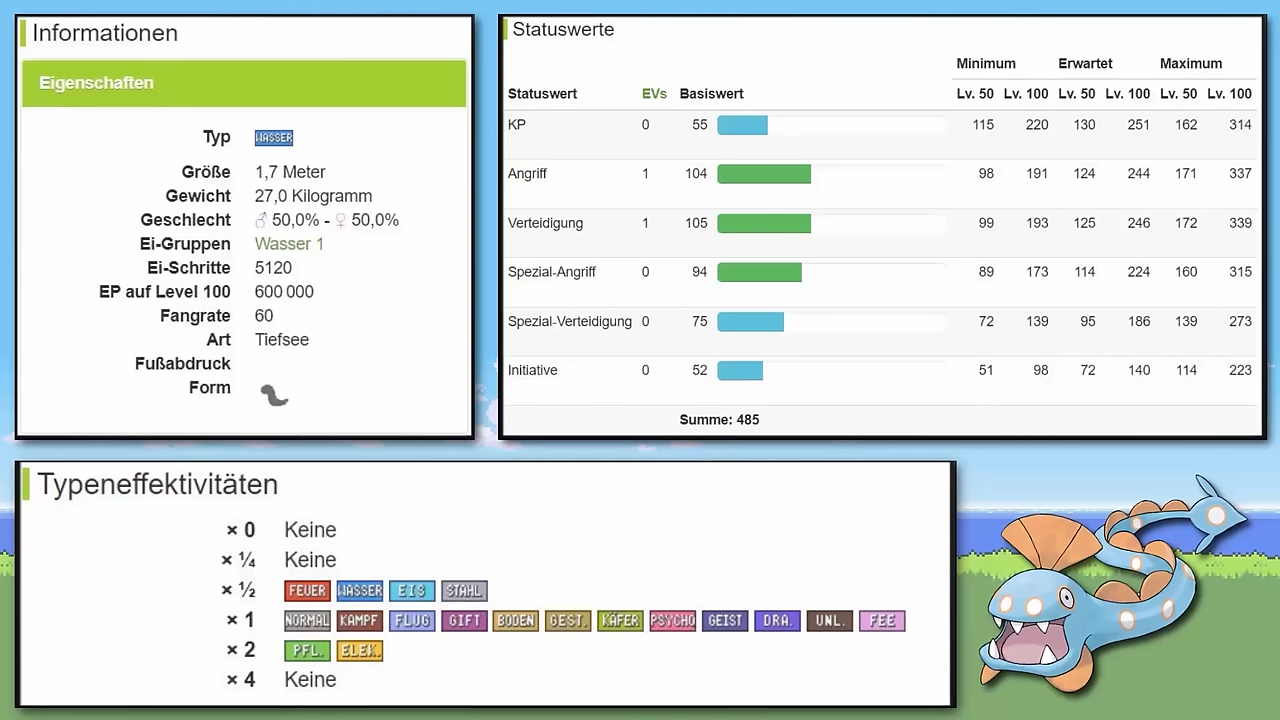 Informationen
Eigenschaften
Typ WASSER
Größe 1,7 Meter
Gewicht 27,0 Kilogramm
Geschlecht ♂ 50,0% - ♀ 50,0%
Ei-Gruppen Wasser 1
Ei-Schritte 5120
EP auf Level 100 600 000
Fangrate 60
Art Tiefsee
Fußabdruck
Form
Statuswerte
Minimum Erwartet Maximum
Statuswert EVs Basiswert Lv. 50 Lv. 100 Lv. 50 Lv. 100 Lv. 50 Lv. 100
KP 0 55 115 220 130 251 162 314
Angriff 1 104 98 191 124 244 171 337
Verteidigung 1 105 99 193 125 246 172 339
Spezial-Angriff 0 94 89 173 114 224 160 315
Spezial-Verteidigung 0 75 72 139 95 186 139 273
Initiative 0 52 51 98 72 140 114 223
Summe: 485
Typeneffektivitäten
× 0 Keine
× ¼ Keine
× ½ FEUER WASSER EIS STAHL
× 1 NORMAL KAMPF FLUG GIFT BODEN GEST. KÄFER PSYCHO GEIST DRA. UNL. FEE
× 2 PFL. ELEK.
× 4 Keine